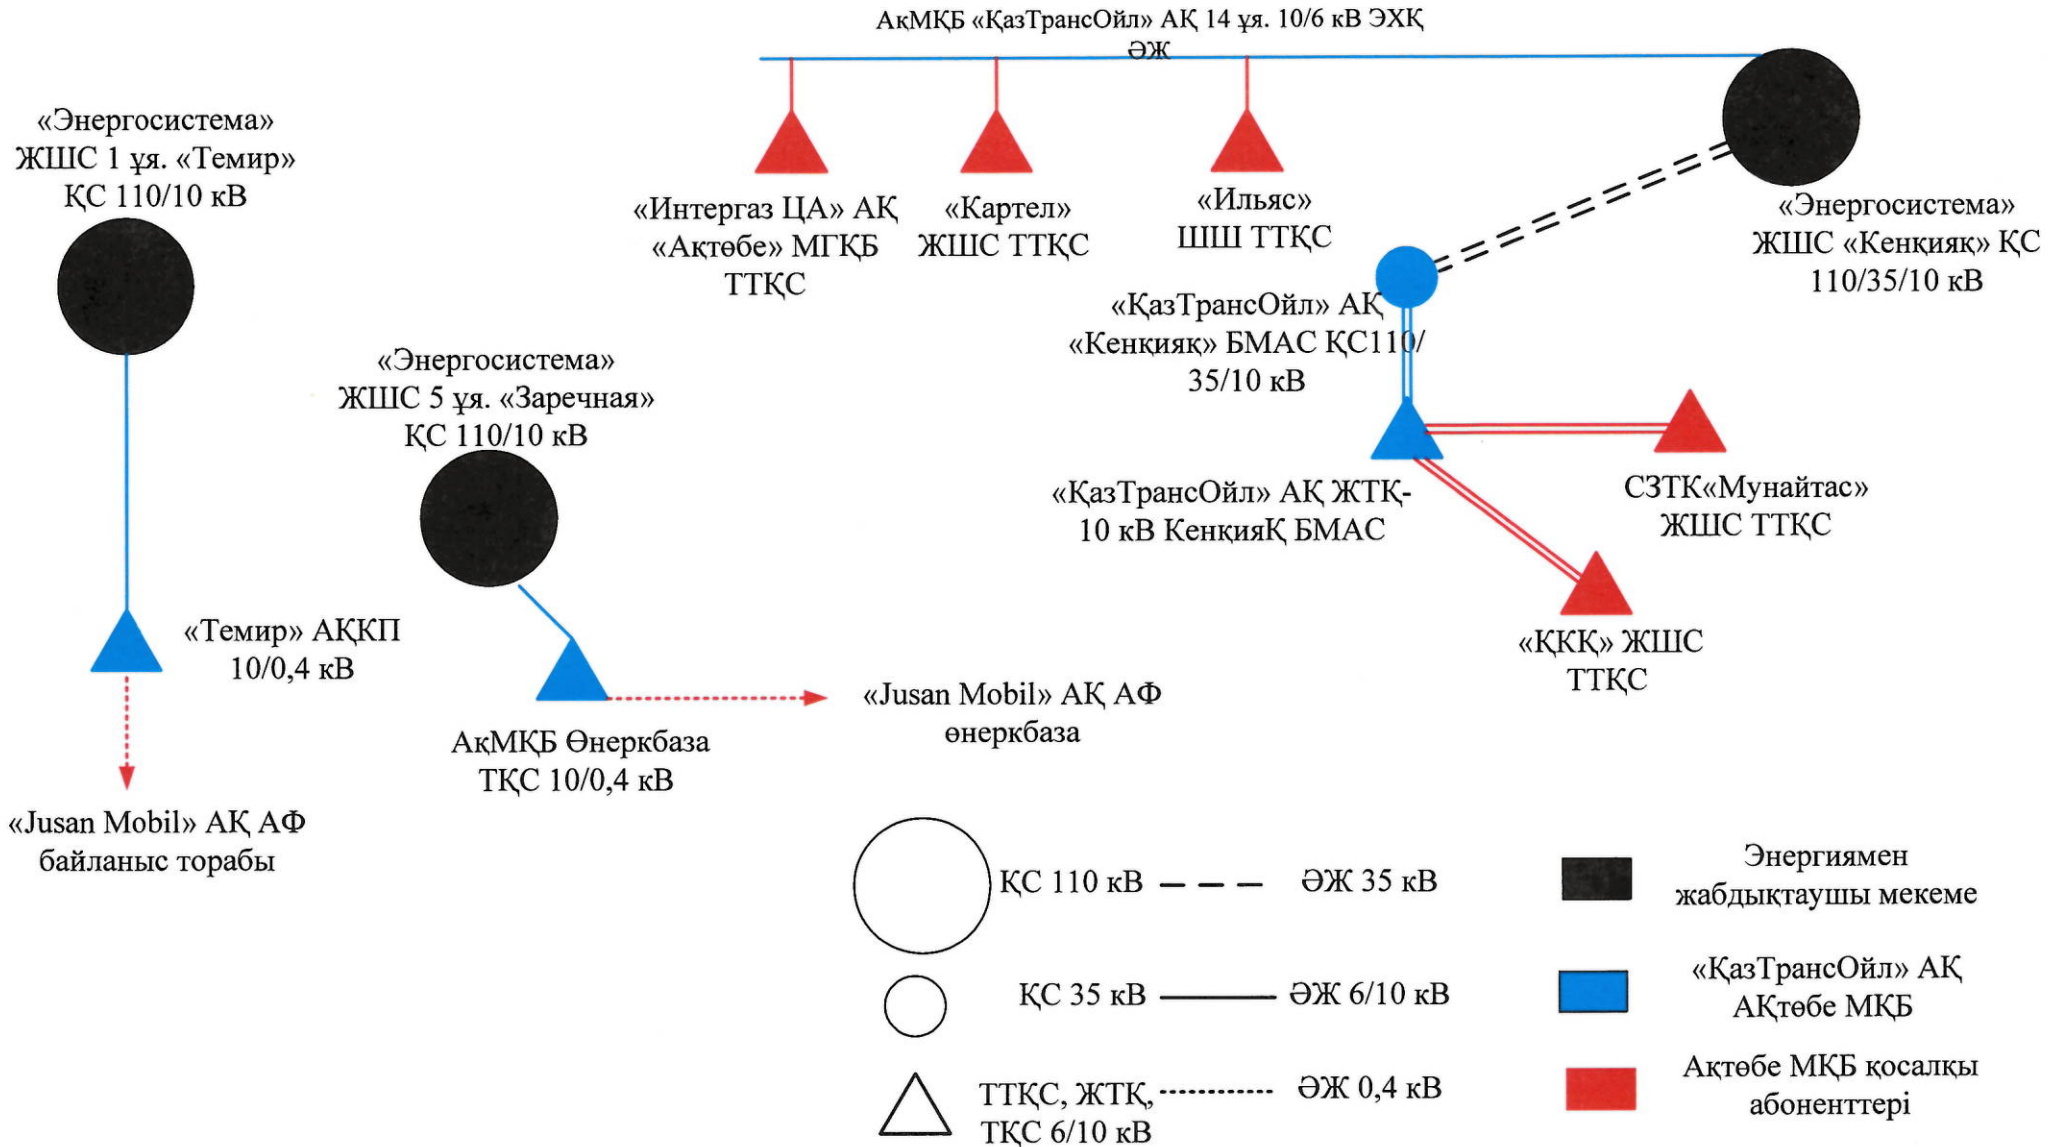 АқМҚБ «ҚазТрансОйл» АҚ 14 ұя. 10/6 кВ ЭХҚ
ӘЖ
«Энергосистема»
ЖШС 1 ұя. «Темир»
ҚС 110/10 кВ
«Интергаз ЦА» АҚ
«Ақтөбе» МГҚБ
ТТҚС
«Картел»
ЖШС ТТҚС
«Ильяс»
ШШ ТТҚС
«Энергосистема»
ЖШС «Кенқияқ» ҚС
110/35/10 кВ
«ҚазТрансОйл» АҚ
«Кенқияқ» БМАС ҚС110/
35/10 кВ
«Энергосистема»
ЖШС 5 ұя. «Заречная»
ҚС 110/10 кВ
«ҚазТрансОйл» АҚ ЖТҚ-
10 кВ КенқияҚ БМАС
СЗТК«Мунайтас»
ЖШС ТТҚС
«ҚКҚ» ЖШС
ТТҚС
«Темир» АҚКП
10/0,4 кВ
«Jusan Mobil» АҚ АФ
өнеркбаза
АқМҚБ Өнеркбаза
ТҚС 10/0,4 кВ
«Jusan Mobil» АҚ АФ
байланыс торабы
ҚС 110 кВ
ӘЖ 35 кВ
Энергиямен
жабдықтаушы мекеме
ҚС 35 кВ
ӘЖ 6/10 кВ
«ҚазТрансОйл» АҚ
АҚтөбе МҚБ
ТТҚС, ЖТҚ,
ТҚС 6/10 кВ
ӘЖ 0,4 кВ
Ақтөбе МҚБ қосалқы
абоненттері